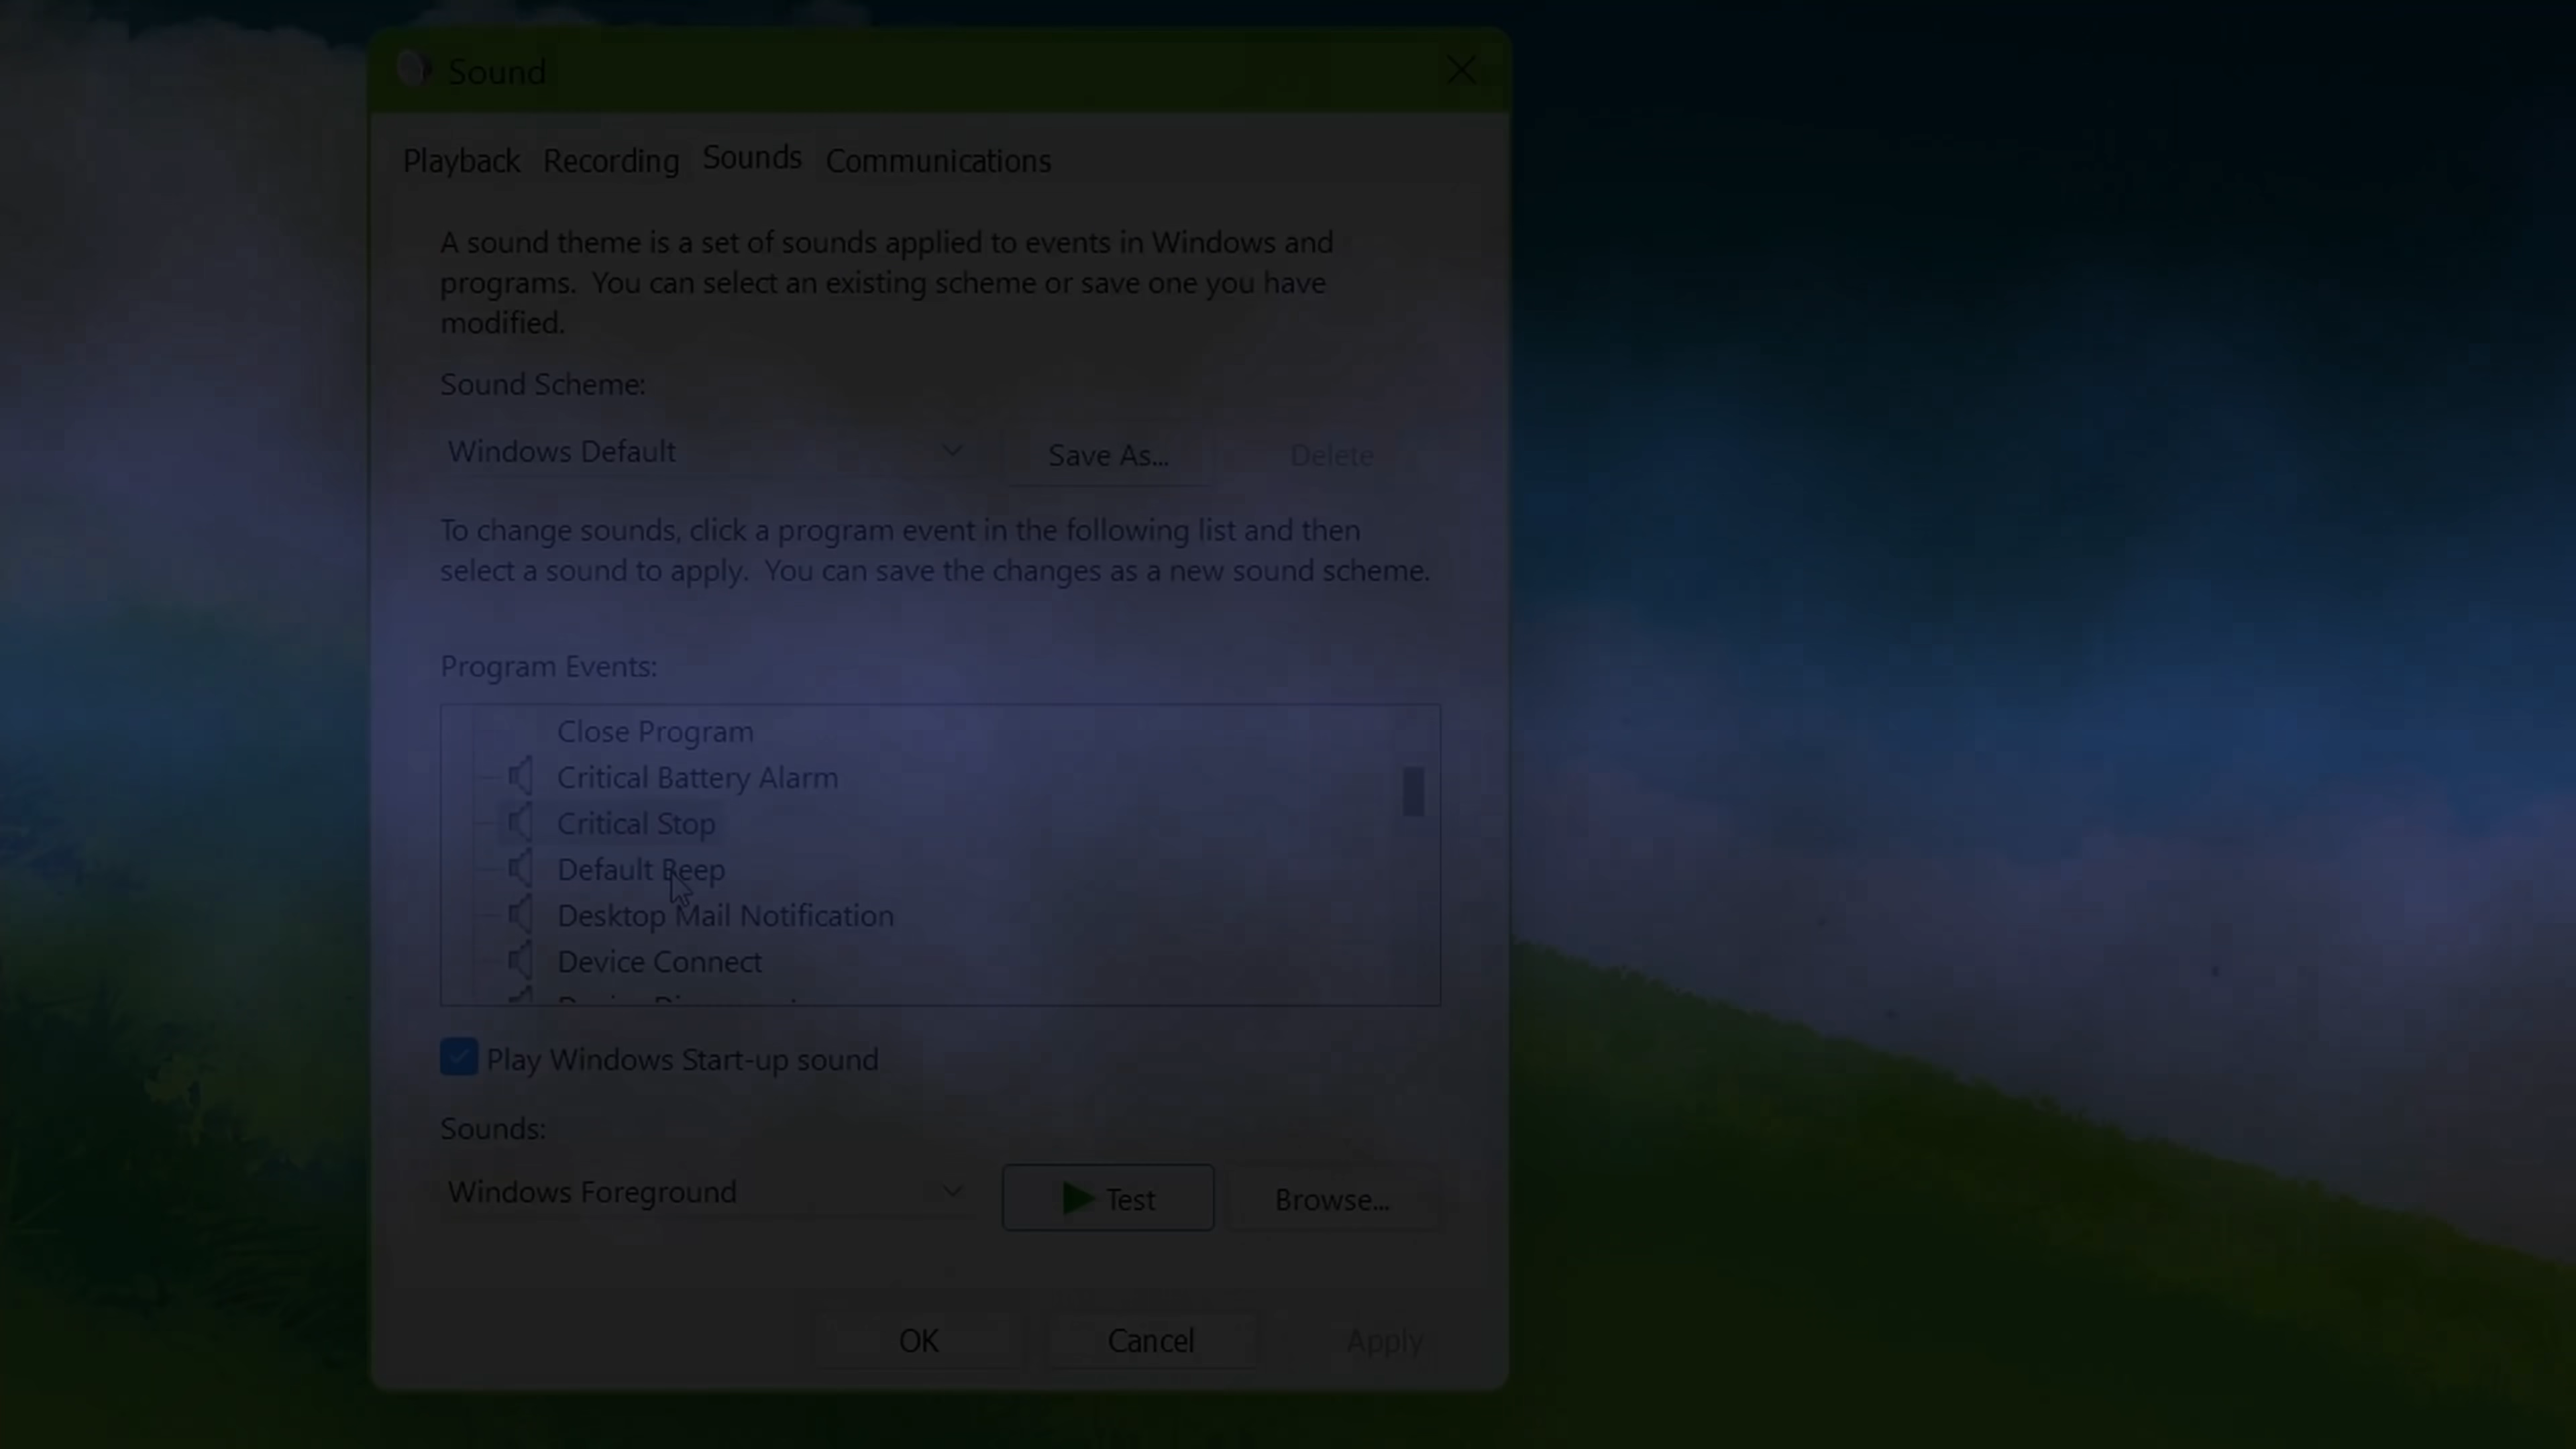 Sound
Playback Recording Sounds Communications
A sound theme is a set of sounds applied to events in Windows and
programs. You can select an existing scheme or save one you have
modified.
Sound Scheme:
Windows Default
Save As...
Delete
To change sounds, click a program event in the following list and then
select a sound to apply. You can save the changes as a new sound scheme.
Program Events:
Close Program
Critical Battery Alarm
Critical Stop
Default Beep
Desktop Mail Notification
Device Connect
Play Windows Start-up sound
Sounds:
Windows Foreground
Test
Browse...
OK
Cancel
Apply